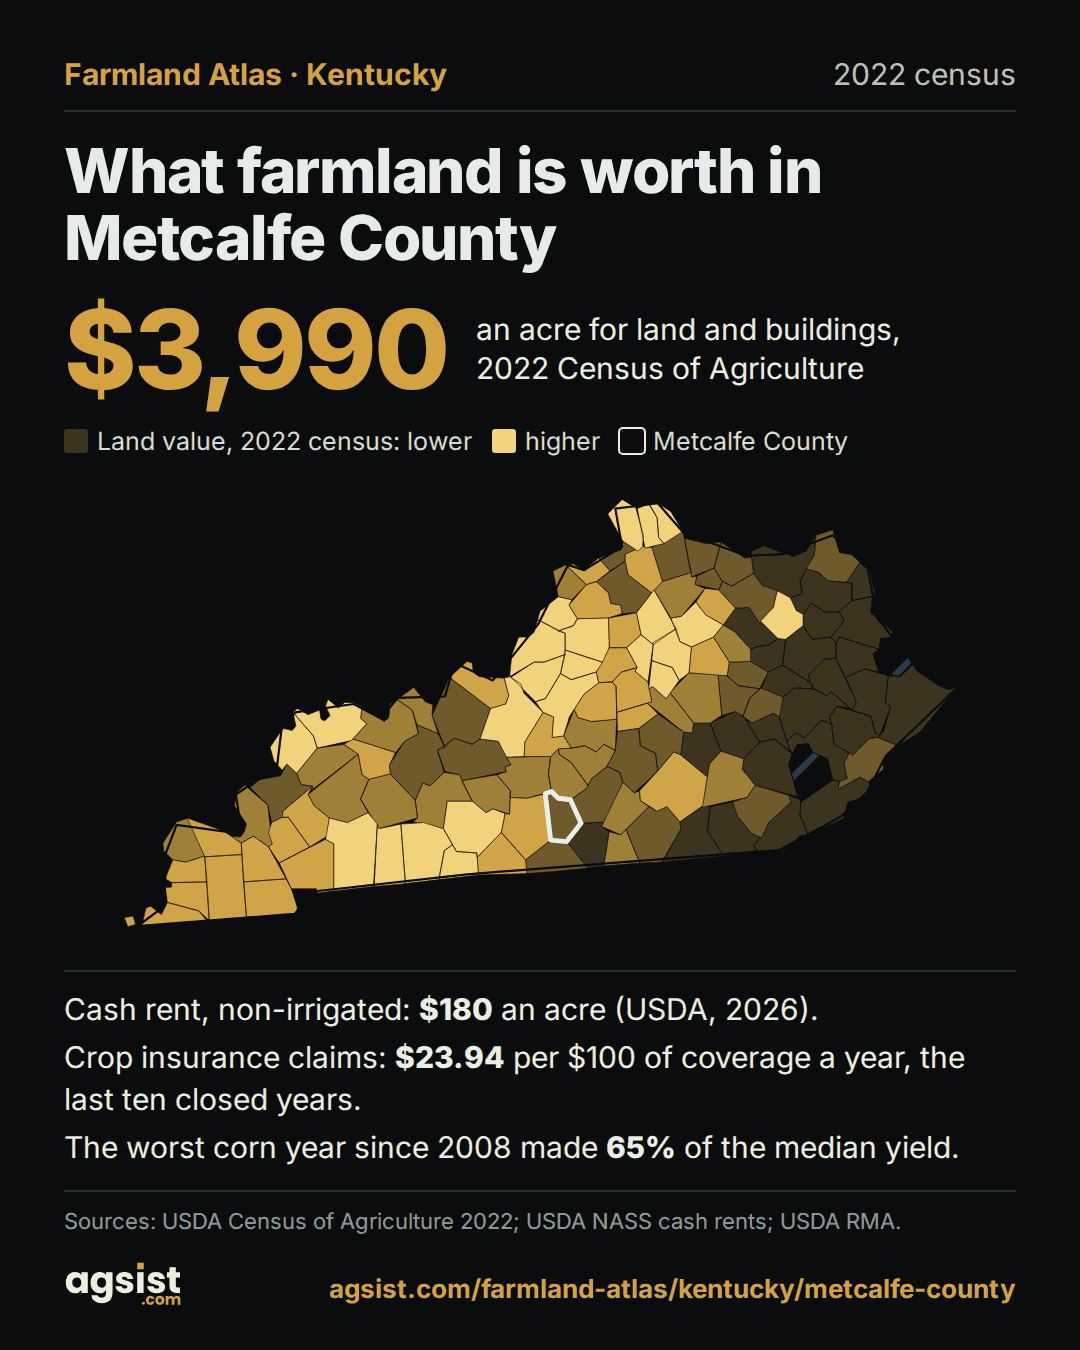 Farmland Atlas · Kentucky
2022 census
What farmland is worth in
Metcalfe County
$3,990
an acre for land and buildings,
2022 Census of Agriculture
Land value, 2022 census: lower
higher
Metcalfe County
Cash rent, non-irrigated: $180 an acre (USDA, 2026).
Crop insurance claims: $23.94 per $100 of coverage a year, the
last ten closed years.
The worst corn year since 2008 made 65% of the median yield.
Sources: USDA Census of Agriculture 2022; USDA NASS cash rents; USDA RMA.
agsist
.com
agsist.com/farmland-atlas/kentucky/metcalfe-county